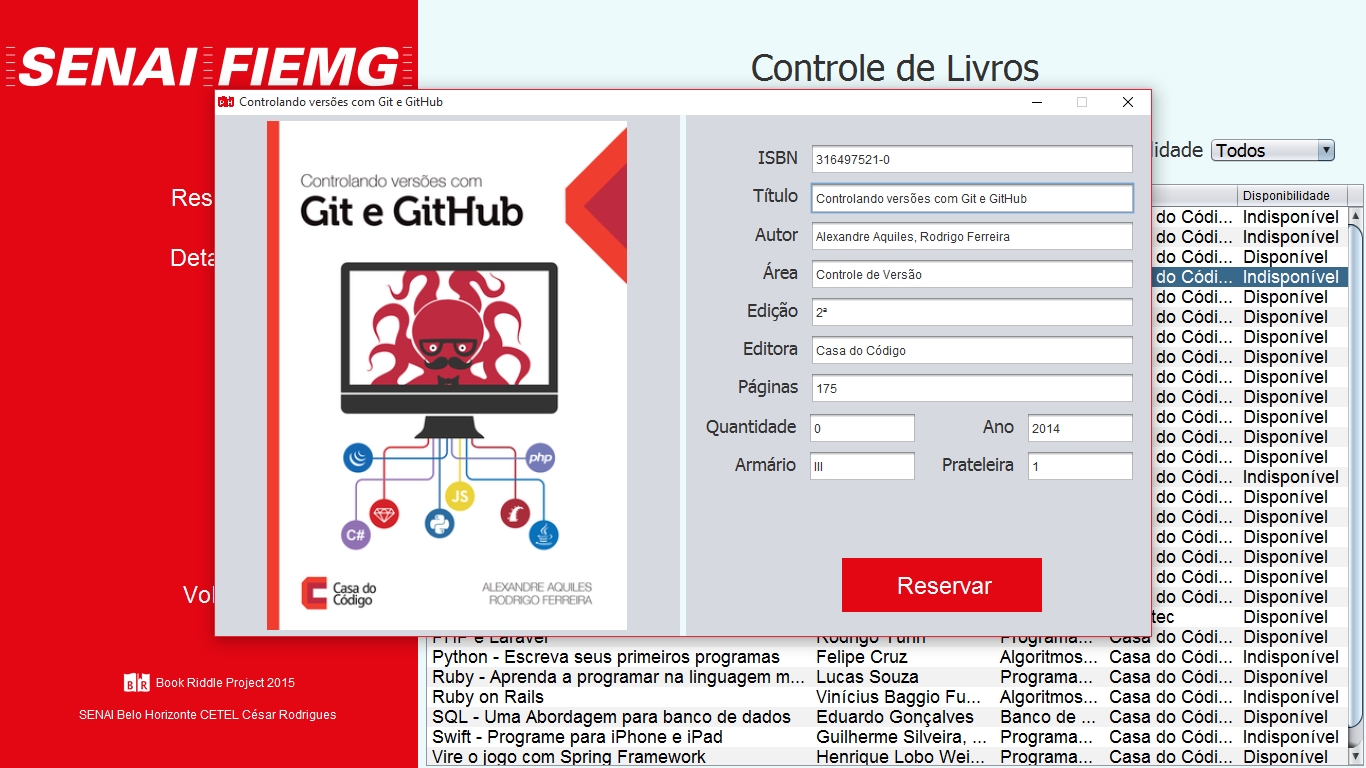 SENAI FIEMG
Controle de Livros
Controlando versões com Git e GitHub
Res
Deta
Vol
Book Riddle Project 2015
SENAI Belo Horizonte CETEL César Rodrigues
Controlando versões com
Git e GitHub
JS
php
C#
Casa do
Código
ALEXANDRE AQUILES
RODRIGO FERREIRA
ISBN 316497521-0
Título Controlando versões com Git e GitHub
Autor Alexandre Aquiles, Rodrigo Ferreira
Área Controle de Versão
Edição 2ª
Editora Casa do Código
Páginas 175
Quantidade 0 Ano 2014
Armário III Prateleira 1
Reservar
lidade Todos
Disponibilidade
do Códi... Indisponível
do Códi... Indisponível
do Códi... Disponível
do Códi... Indisponível
do Códi... Disponível
do Códi... Disponível
do Códi... Disponível
do Códi... Disponível
do Códi... Disponível
do Códi... Disponível
do Códi... Disponível
do Códi... Disponível
do Códi... Disponível
do Códi... Indisponível
do Códi... Disponível
do Códi... Disponível
do Códi... Disponível
do Códi... Disponível
do Códi... Disponível
do Códi... Disponível
tec Disponível
PHP e Laravel Rodrigo Turini Programa... Casa do Códi... Disponível
Python - Escreva seus primeiros programas Felipe Cruz Algoritmos... Casa do Códi... Indisponível
Ruby - Aprenda a programar na linguagem m... Lucas Souza Programa... Casa do Códi... Disponível
Ruby on Rails Vinícius Baggio Fu... Algoritmos... Casa do Códi... Indisponível
SQL - Uma Abordagem para banco de dados Eduardo Gonçalves Banco de ... Casa do Códi... Disponível
Swift - Programe para iPhone e iPad Guilherme Silveira, ... Programa... Casa do Códi... Indisponível
Vire o jogo com Spring Framework Henrique Lobo Wei... Programa... Casa do Códi... Disponível